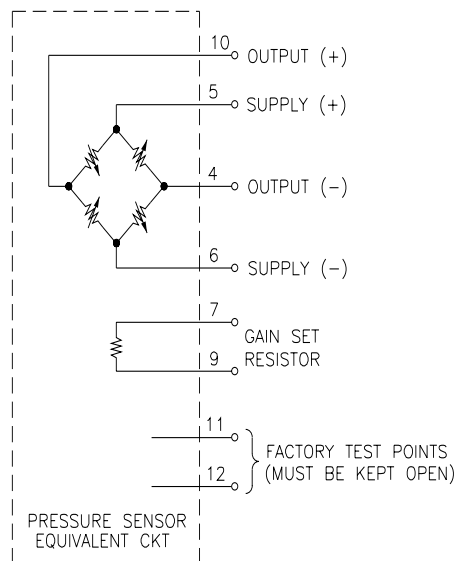 10 OUTPUT (+)
5 SUPPLY (+)
4 OUTPUT (−)
6 SUPPLY (−)
7
GAIN SET
RESISTOR
9
11
FACTORY TEST POINTS
(MUST BE KEPT OPEN)
12
PRESSURE SENSOR
EQUIVALENT CKT